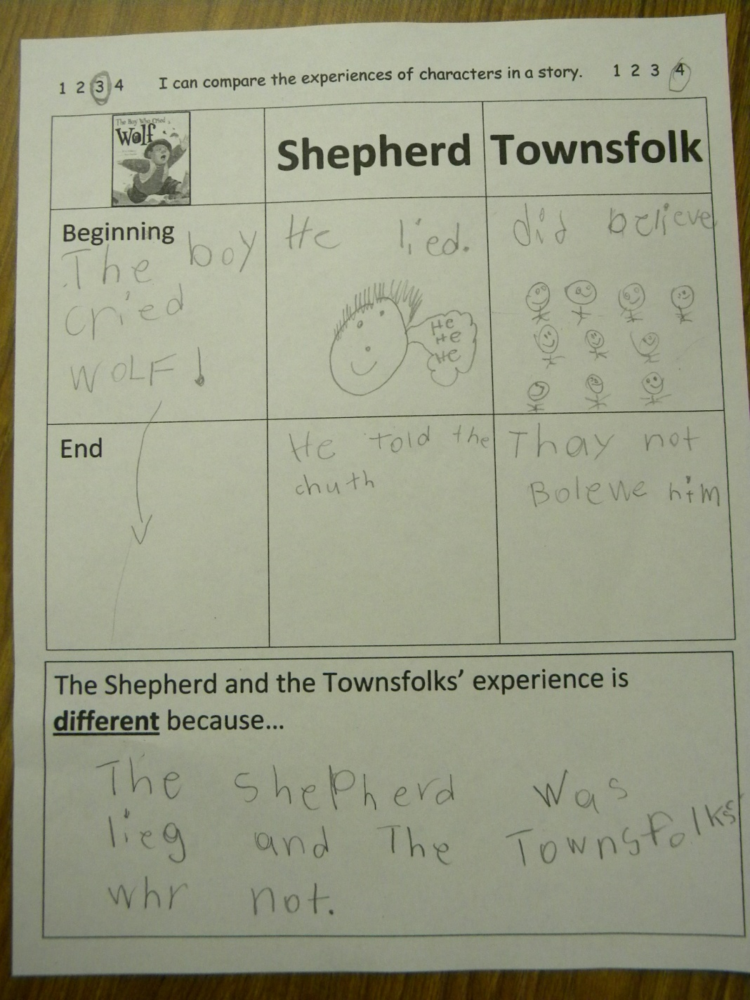 1 2 3 4 I can compare the experiences of characters in a story. 1 2 3 4
The Boy Who Cried
Wolf
Shepherd Townsfolk
Beginning
The boy
cried
WOLF!
He lied.
He
He
He
did believe
End
He told the
chuth
Thay not
Boleve him
The Shepherd and the Townsfolks’ experience is
different because...
The shePherd was
lieg and The Townsfolks
whr not.